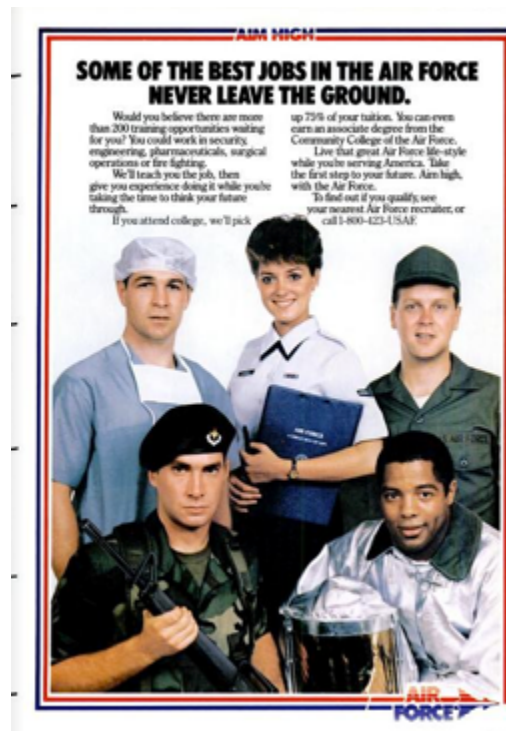 AIM HIGH
SOME OF THE BEST JOBS IN THE AIR FORCE
NEVER LEAVE THE GROUND.
Would you believe there are more
than 200 training opportunities waiting
for you? You could work in security,
engineering, pharmaceuticals, surgical
operations or fire fighting.
We'll teach you the job, then
give you experience doing it while you're
taking the time to think your future
through.
If you attend college, we'll pick
up 75% of your tuition. You can even
earn an associate degree from the
Community College of the Air Force.
Live that great Air Force life-style
while you're serving America. Take
the first step to your future. Aim high,
with the Air Force.
To find out if you qualify, see
your nearest Air Force recruiter, or
call 1-800-423-USAF.
AIR FORCE
U.S. AIR FORCE
AIR
FORCE